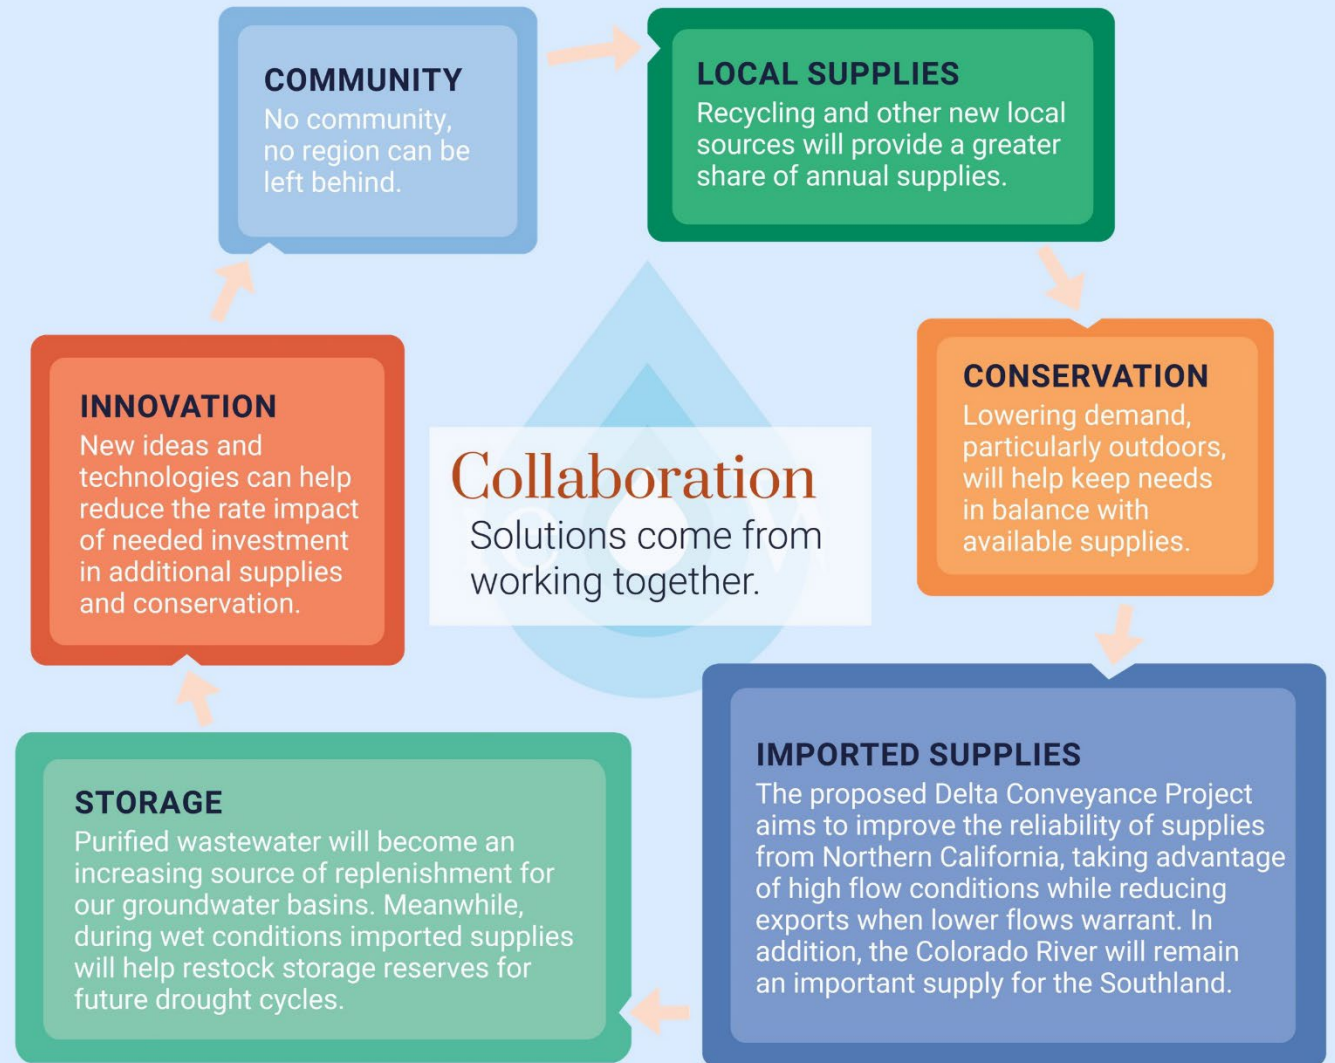 COMMUNITY
No community,
no region can be
left behind.
LOCAL SUPPLIES
Recycling and other new local
sources will provide a greater
share of annual supplies.
CONSERVATION
Lowering demand,
particularly outdoors,
will help keep needs
in balance with
available supplies.
IMPORTED SUPPLIES
The proposed Delta Conveyance Project
aims to improve the reliability of supplies
from Northern California, taking advantage
of high flow conditions while reducing
exports when lower flows warrant. In
addition, the Colorado River will remain
an important supply for the Southland.
STORAGE
Purified wastewater will become an
increasing source of replenishment for
our groundwater basins. Meanwhile,
during wet conditions imported supplies
will help restock storage reserves for
future drought cycles.
INNOVATION
New ideas and
technologies can help
reduce the rate impact
of needed investment
in additional supplies
and conservation.
Collaboration
Solutions come from
working together.